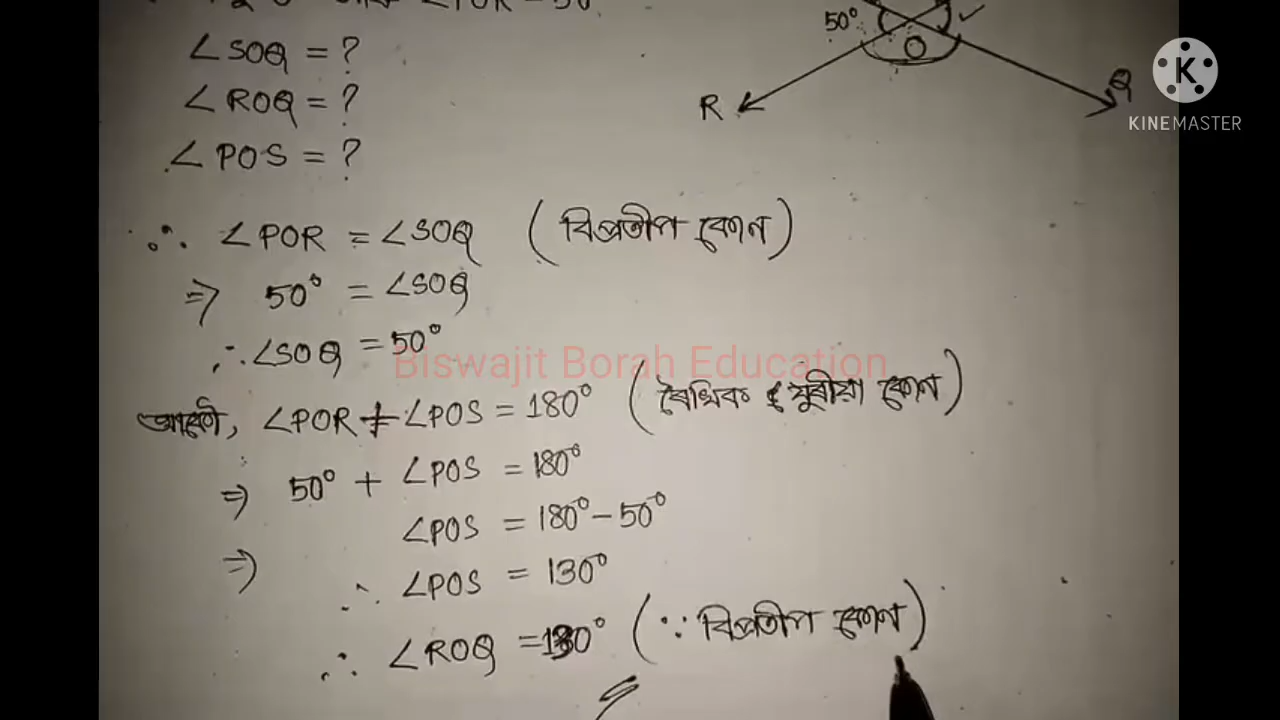 ∠SOQ = ?
∠ROQ = ?
∠POS = ?
50°
O
R
Q
KINEMASTER
∴ ∠POR = ∠SOQ (বিপ্ৰতীপ কোণ)
⇒ 50° = ∠SOQ
∴ ∠SOQ = 50°
Biswajit Borah Education
আকৌ, ∠POR + ∠POS = 180° (ৰৈখিক যুৰীয়া কোণ)
⇒ 50° + ∠POS = 180°
⇒ ∠POS = 180° - 50°
∴ ∠POS = 130°
∴ ∠ROQ = 130° (∵ বিপ্ৰতীপ কোণ)